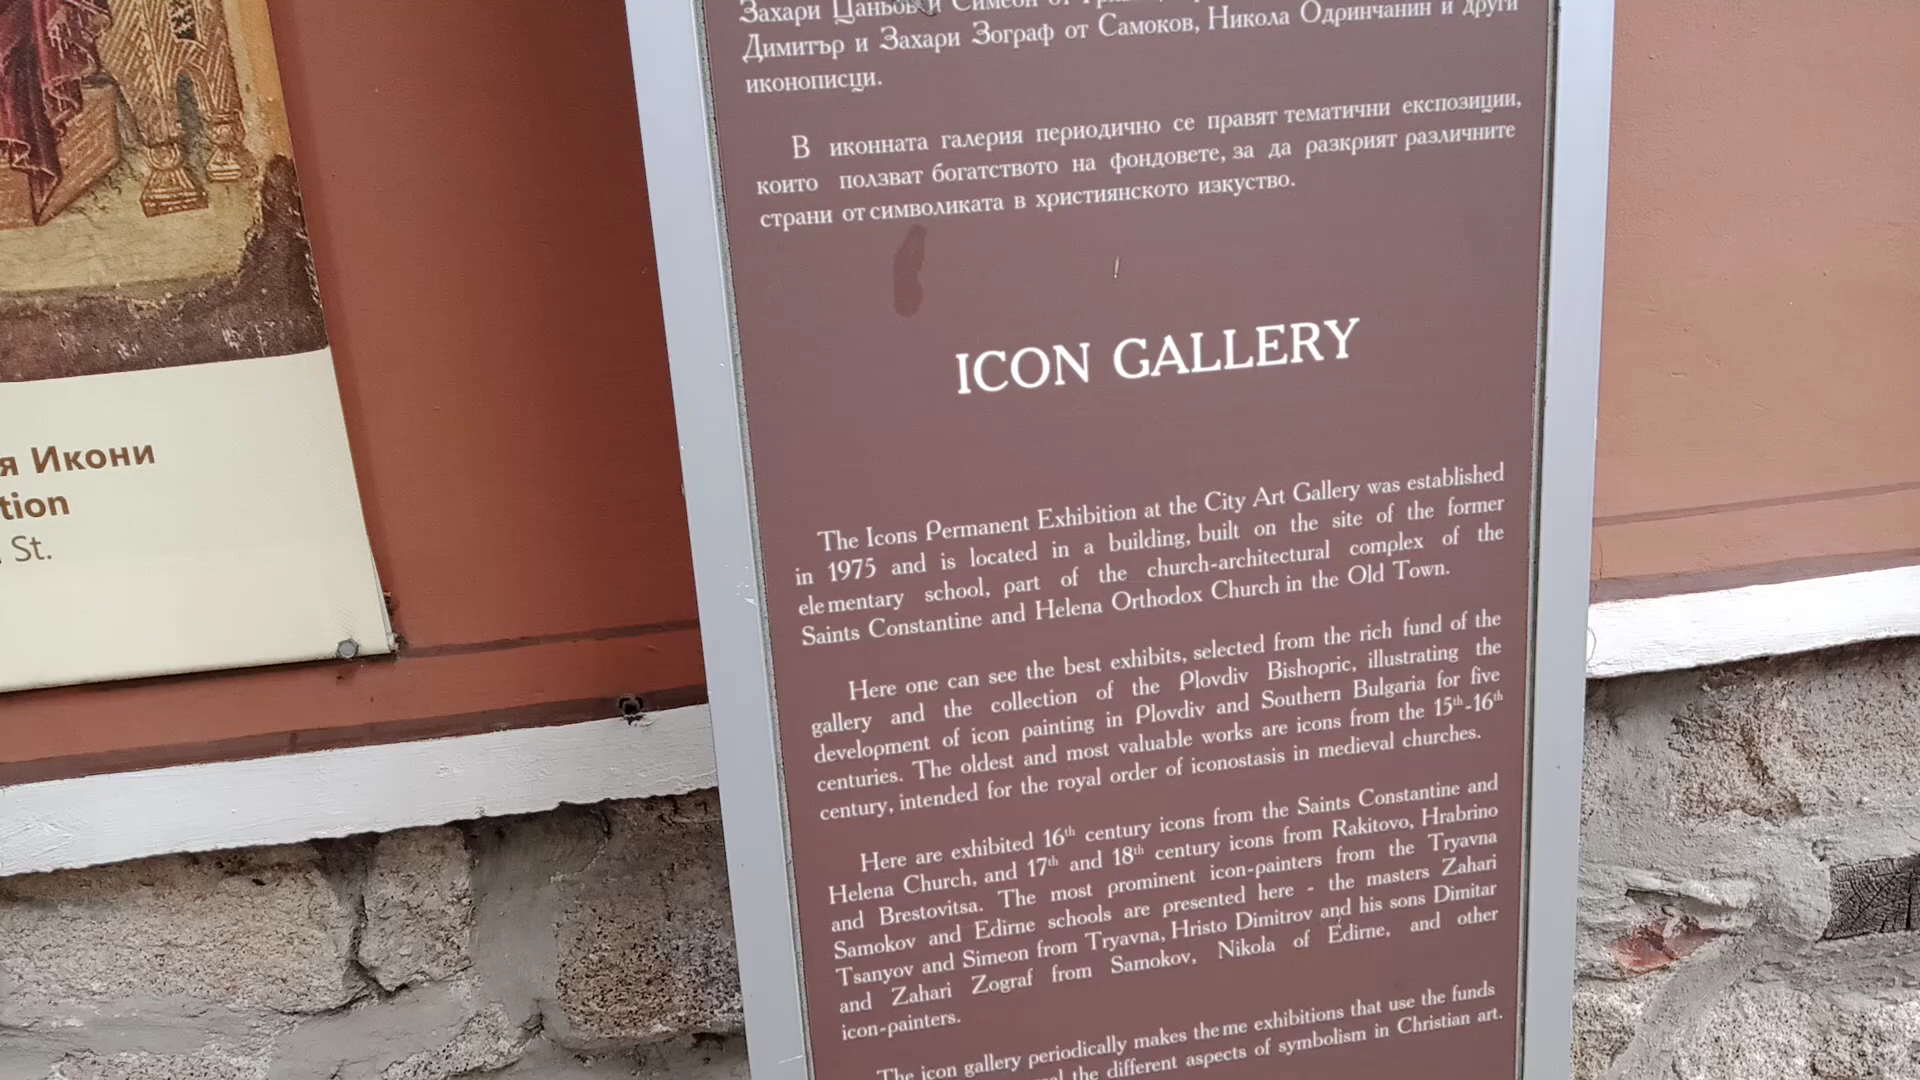 Захари Цаньов и Симеон от
Димитър и Захари Зограф от Самоков, Никола Одринчанин и други
иконописци.
В иконната галерия периодично се правят тематични експозиции,
които ползват богатството на фондовете, за да разкрият различните
страни от символиката в християнското изкуство.
ICON GALLERY
The Icons Permanent Exhibition at the City Art Gallery was established
in 1975 and is located in a building, built on the site of the former
elementary school, part of the church-architectural complex of the
Saints Constantine and Helena Orthodox Church in the Old Town.
Here one can see the best exhibits, selected from the rich fund of the
gallery and the collection of the Plovdiv Bishopric, illustrating the
development of icon painting in Plovdiv and Southern Bulgaria for five
centuries. The oldest and most valuable works are icons from the 15th-16th
century, intended for the royal order of iconostasis in medieval churches.
Here are exhibited 16th century icons from the Saints Constantine and
Helena Church, and 17th and 18th century icons from Rakitovo, Hrabrino
and Brestovitsa. The most prominent icon-painters from the Tryavna
Samokov and Edirne schools are presented here - the masters Zahari
Tsanyov and Simeon from Tryavna, Hristo Dimitrov and his sons Dimitar
and Zahari Zograf from Samokov, Nikola of Edirne, and other
icon-painters.
The icon gallery periodically makes theme exhibitions that use the funds
the different aspects of symbolism in Christian art.
я Икони
tion
St.